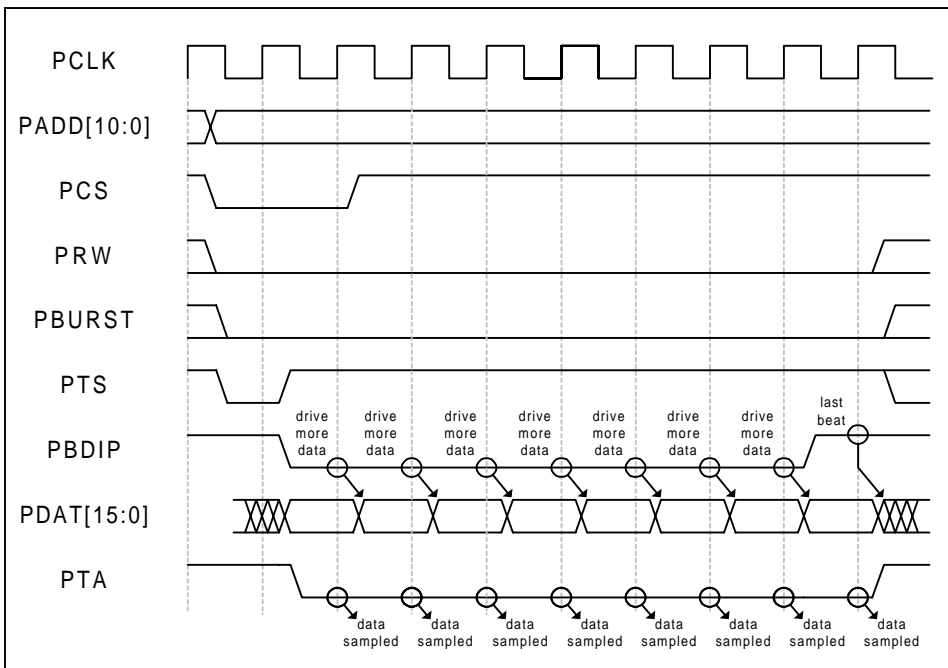 PCLK
PADD[10:0]
PCS
PRW
PBURST
PTS
PBDIP
drive more data
drive more data
drive more data
drive more data
drive more data
drive more data
drive more data
last beat
PDAT[15:0]
PTA
data sampled
data sampled
data sampled
data sampled
data sampled
data sampled
data sampled
data sampled